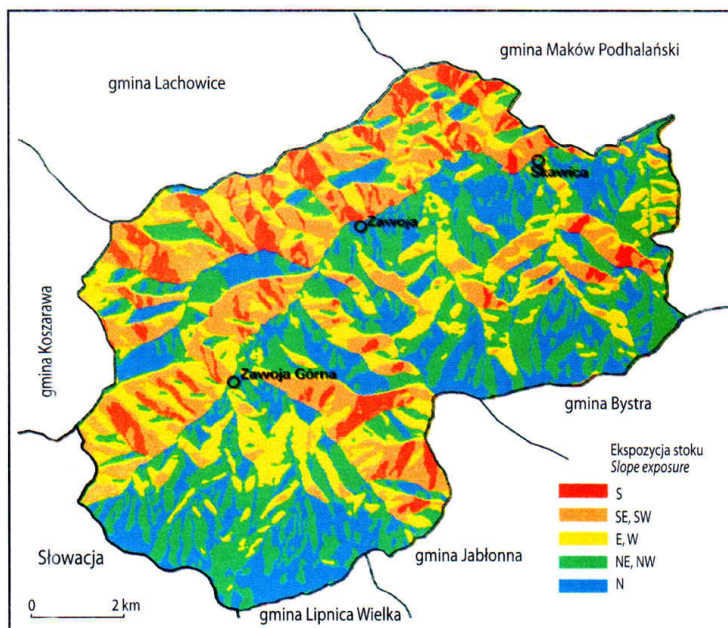 gmina Maków Podhalański
gmina Lachowice
Skawica
Zawoja
gmina Koszarawa
Zawoja Górna
gmina Bystra
Ekspozycja stoku
Slope exposure
S
SE, SW
E, W
NE, NW
N
Słowacja
gmina Jabłonna
0 2 km
gmina Lipnica Wielka